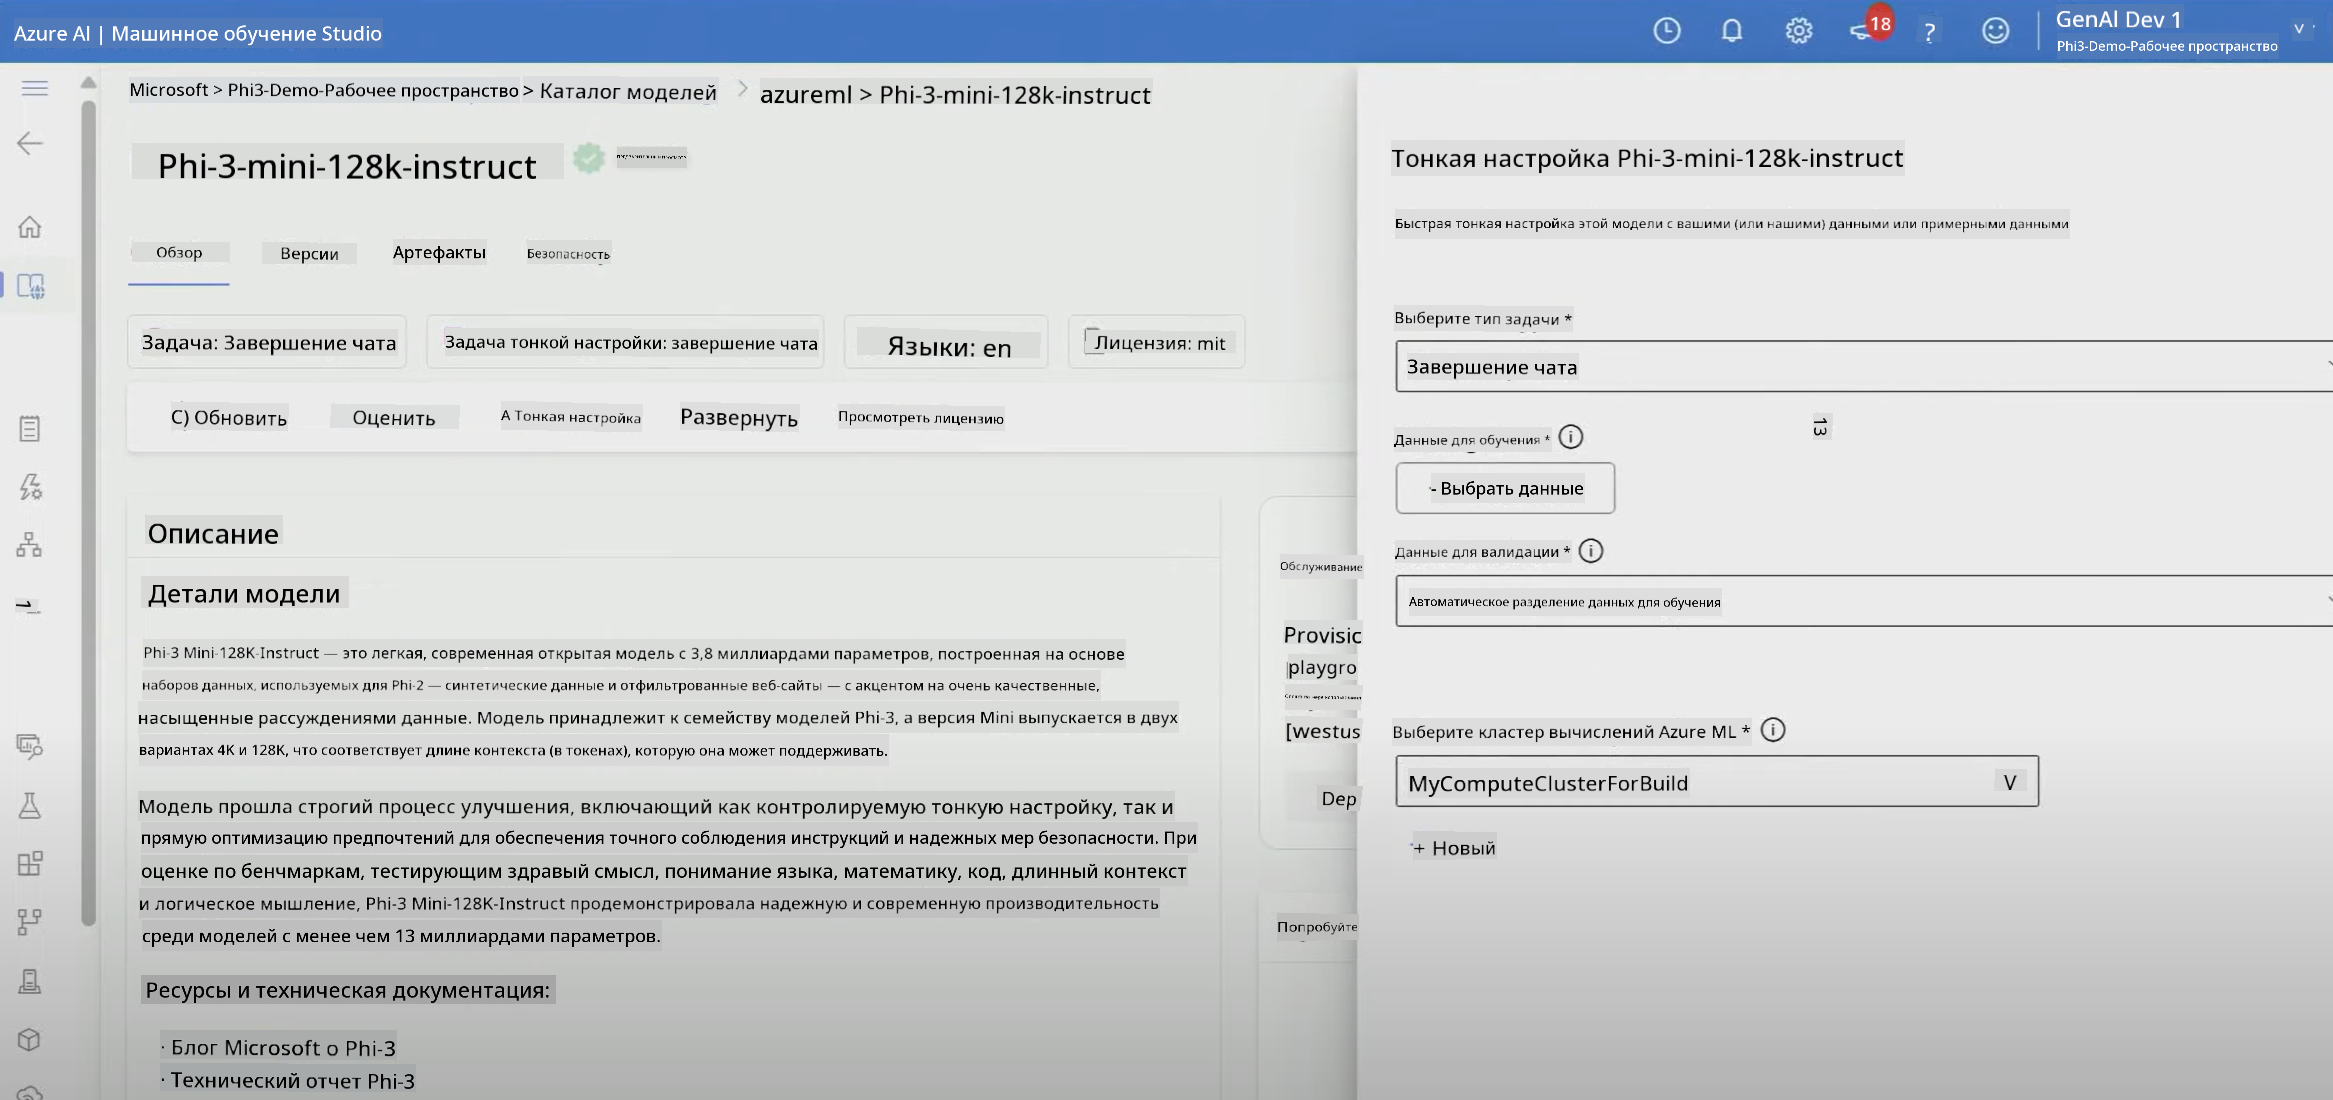 Azure AI | Машинное обучение Studio
18
?
GenAI Dev 1
Phi3-Demo-Рабочее пространство
V
Microsoft > Phi3-Demo-Рабочее пространство > Каталог моделей > azureml > Phi-3-mini-128k-instruct
Phi-3-mini-128k-instruct
Обзор
Версии
Артефакты
Безопасность
Задача: Завершение чата
Задача тонкой настройки: завершение чата
Языки: en
Лицензия: mit
C) Обновить
Оценить
А Тонкая настройка
Развернуть
Просмотреть лицензию
Описание
Детали модели
Phi-3 Mini-128K-Instruct — это легкая, современная открытая модель с 3,8 миллиардами параметров, построенная на основе
наборов данных, используемых для Phi-2 — синтетические данные и отфильтрованные веб-сайты — с акцентом на очень качественные,
насыщенные рассуждениями данные. Модель принадлежит к семейству моделей Phi-3, а версия Mini выпускается в двух
вариантах 4K и 128K, что соответствует длине контекста (в токенах), которую она может поддерживать.
Модель прошла строгий процесс улучшения, включающий как контролируемую тонкую настройку, так и
прямую оптимизацию предпочтений для обеспечения точного соблюдения инструкций и надежных мер безопасности. При
оценке по бенчмаркам, тестирующим здравый смысл, понимание языка, математику, код, длинный контекст
и логическое мышление, Phi-3 Mini-128K-Instruct продемонстрировала надежную и современную производительность
среди моделей с менее чем 13 миллиардами параметров.
Ресурсы и техническая документация:
· Блог Microsoft о Phi-3
· Технический отчет Phi-3
1
Обслуживание
Provisic
playgro
[westus
Dep
Попробуйте
Тонкая настройка Phi-3-mini-128k-instruct
Быстрая тонкая настройка этой модели с вашими (или нашими) данными или примерными данными
Выберите тип задачи *
Завершение чата
13
Данные для обучения *
- Выбрать данные
Данные для валидации *
Автоматическое разделение данных для обучения
Выберите кластер вычислений Azure ML *
MyComputeClusterForBuild
V
+ Новый